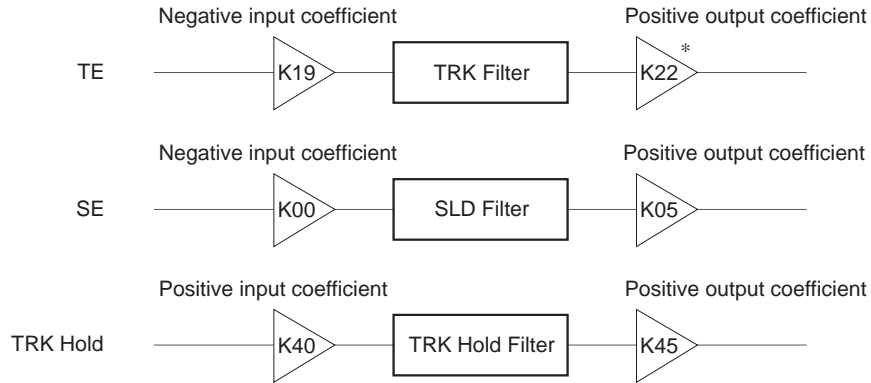 Negative input coefficient Positive output coefficient
TE K19 TRK Filter K22 *
Negative input coefficient Positive output coefficient
SE K00 SLD Filter K05
Positive input coefficient Positive output coefficient
TRK Hold K40 TRK Hold Filter K45